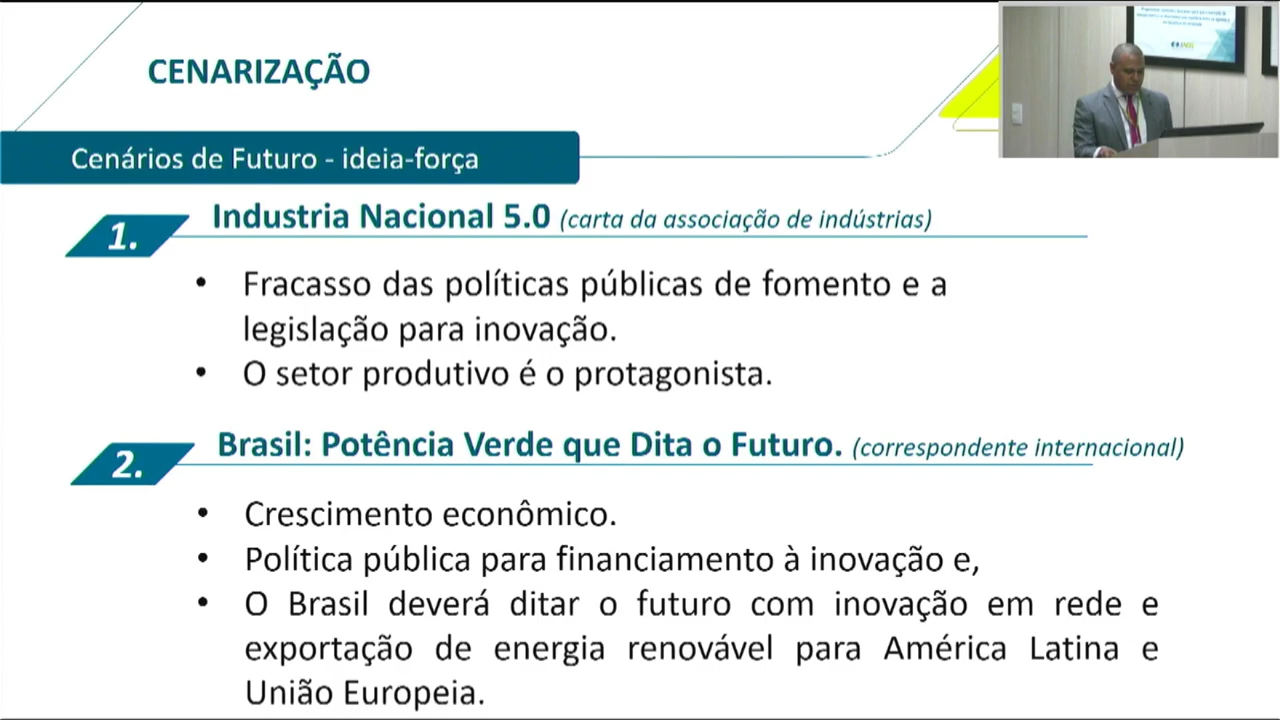 CENARIZAÇÃO
Cenários de Futuro - ideia-força
1.
Industria Nacional 5.0 (carta da associação de indústrias)
• Fracasso das políticas públicas de fomento e a
legislação para inovação.
• O setor produtivo é o protagonista.
2.
Brasil: Potência Verde que Dita o Futuro. (correspondente internacional)
• Crescimento econômico.
• Política pública para financiamento à inovação e,
• O Brasil deverá ditar o futuro com inovação em rede e
exportação de energia renovável para América Latina e
União Europeia.